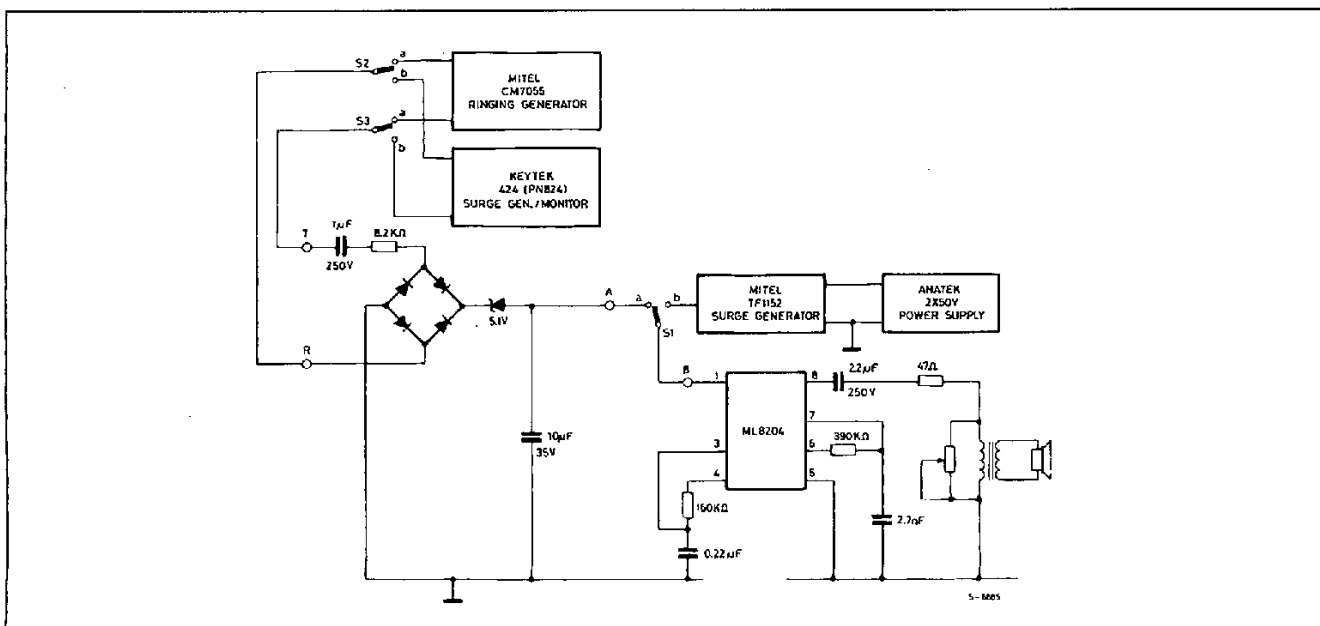 S2
a
b
MITEL
CM7055
RINGING GENERATOR
S3
a
b
KEYTEK
424 (PN824)
SURGE GEN./MONITOR
T
1µF
250V
8.2KΩ
5.1V
R
A
a
b
S1
MITEL
TF1152
SURGE GENERATOR
ANATEK
2X50V
POWER SUPPLY
B
1
ML8204
8
2.2µF
250V
47Ω
7
6
390KΩ
3
4
5
10µF
35V
160KΩ
0.22µF
2.7nF
S-8885